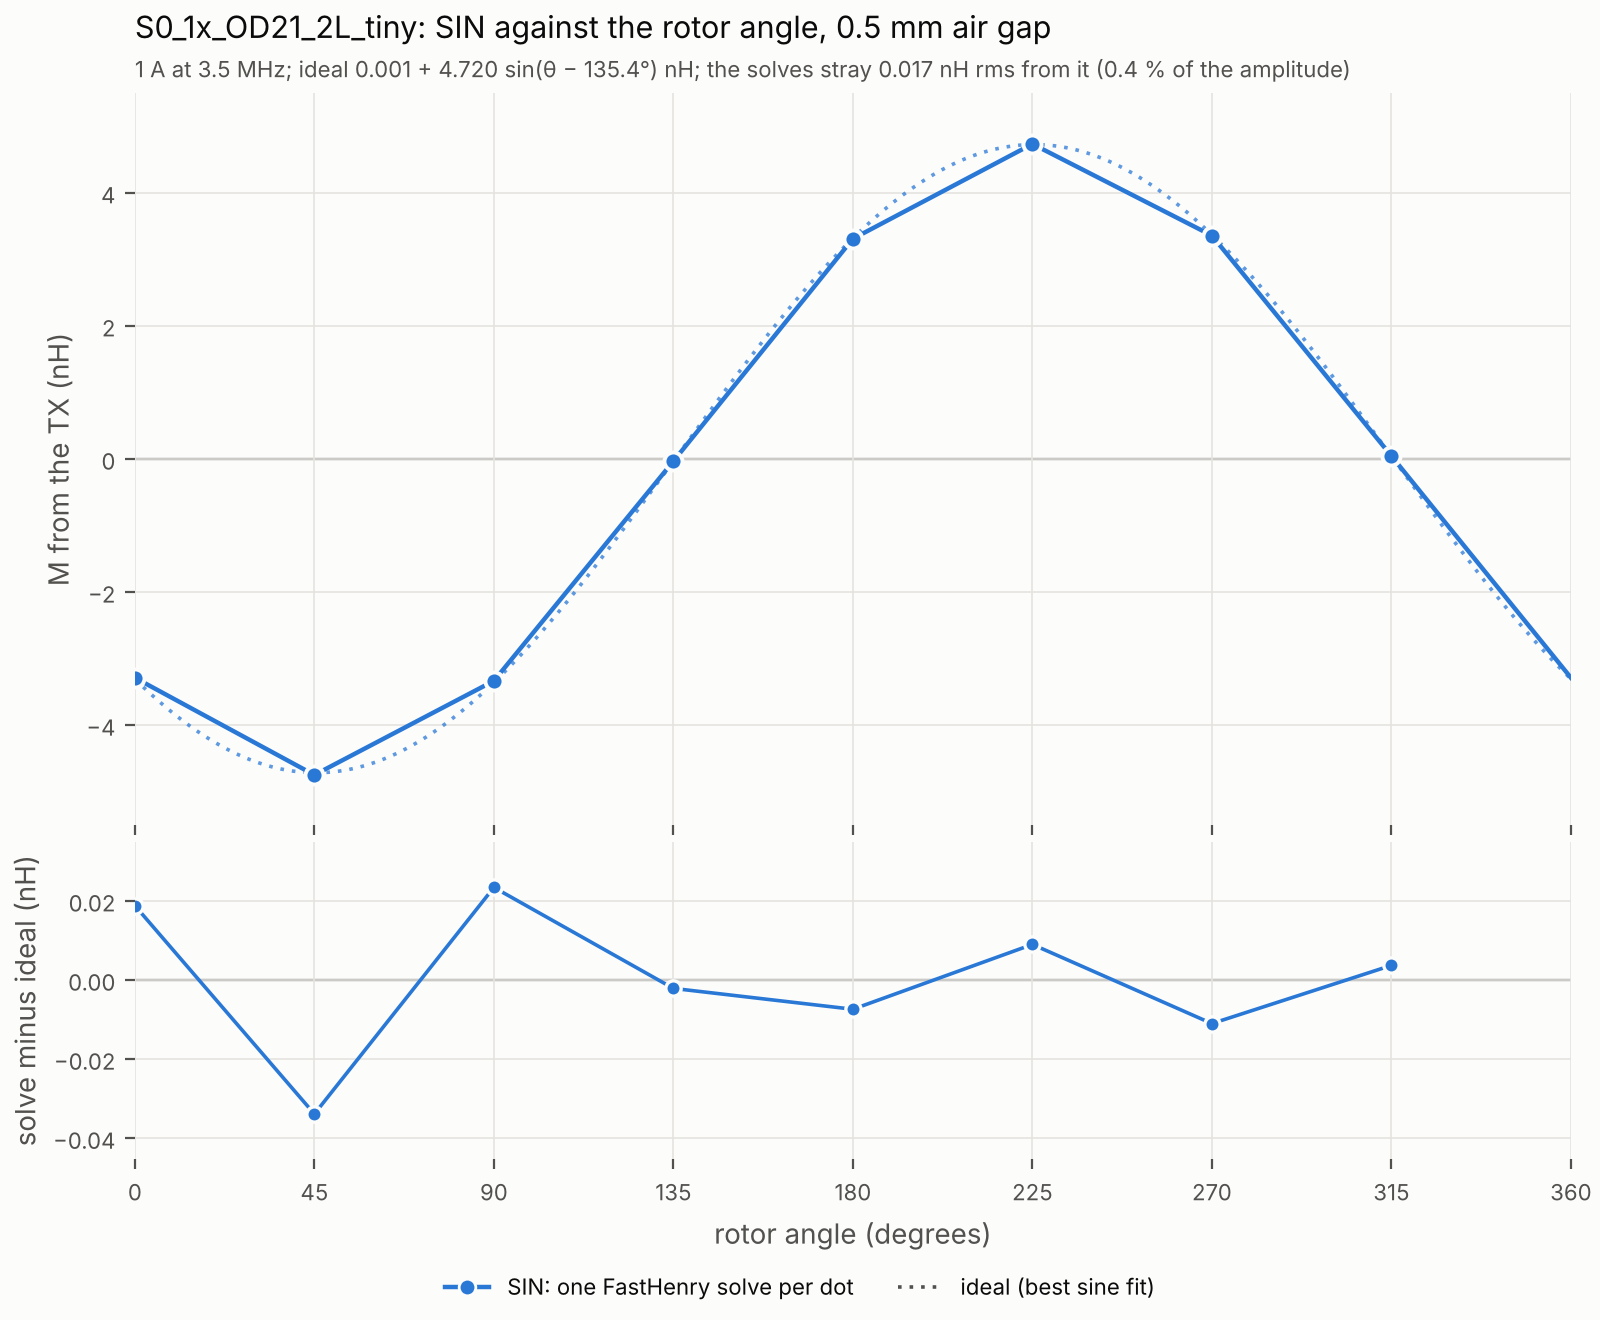 S0_1x_OD21_2L_tiny: SIN against the rotor angle, 0.5 mm air gap
1 A at 3.5 MHz; ideal 0.001 + 4.720 sin(θ − 135.4°) nH; the solves stray 0.017 nH rms from it (0.4 % of the amplitude)
M from the TX (nH)
4
2
0
−2
−4
solve minus ideal (nH)
0.02
0.00
−0.02
−0.04
0 45 90 135 180 225 270 315 360
rotor angle (degrees)
SIN: one FastHenry solve per dot ideal (best sine fit)